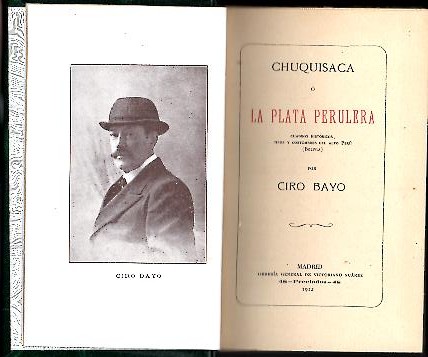 CIRO BAYO
CHUQUISACA
Ó
LA PLATA PERULERA
CUADROS HISTÓRICOS,
TIPOS Y COSTUMBRES DEL ALTO PERÚ
(BOLIVIA)
POR
CIRO BAYO
MADRID
LIBRERÍA GENERAL DE VICTORIANO SUÁREZ
48—Preciados—48
1912